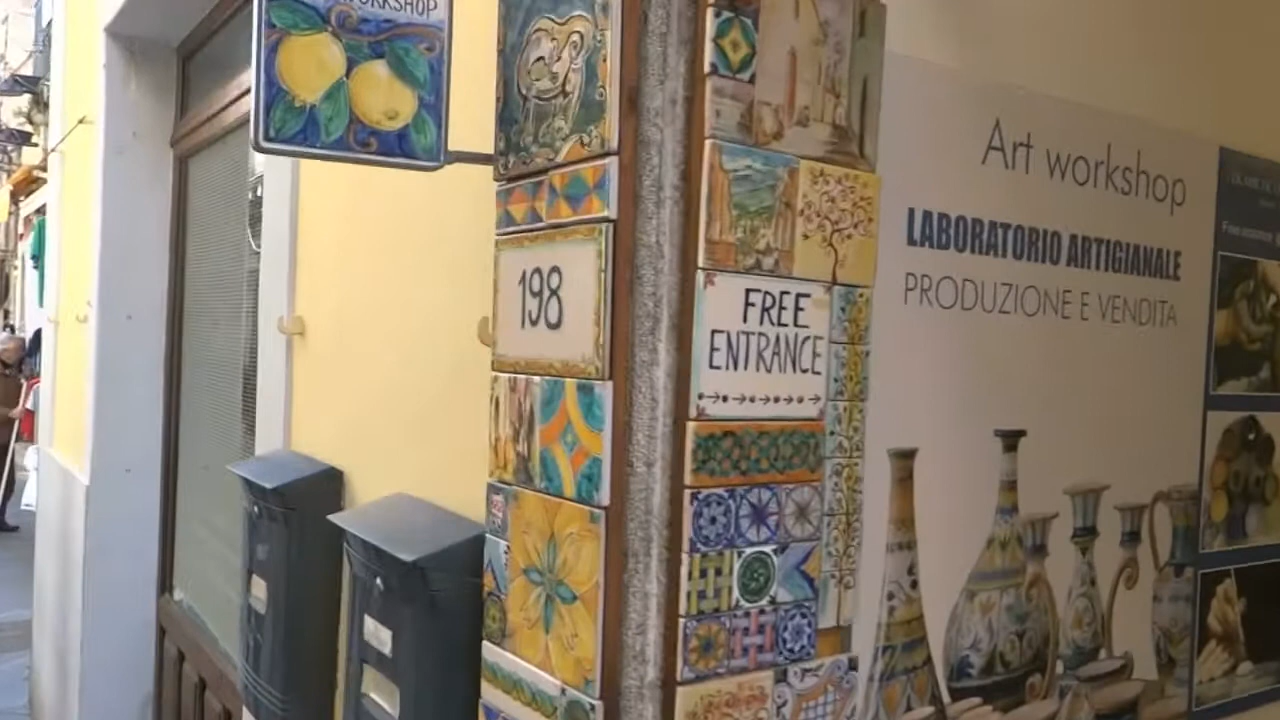 WORKSHOP
198
FREE
ENTRANCE
Art workshop
LABORATORIO ARTIGIANALE
PRODUZIONE E VENDITA